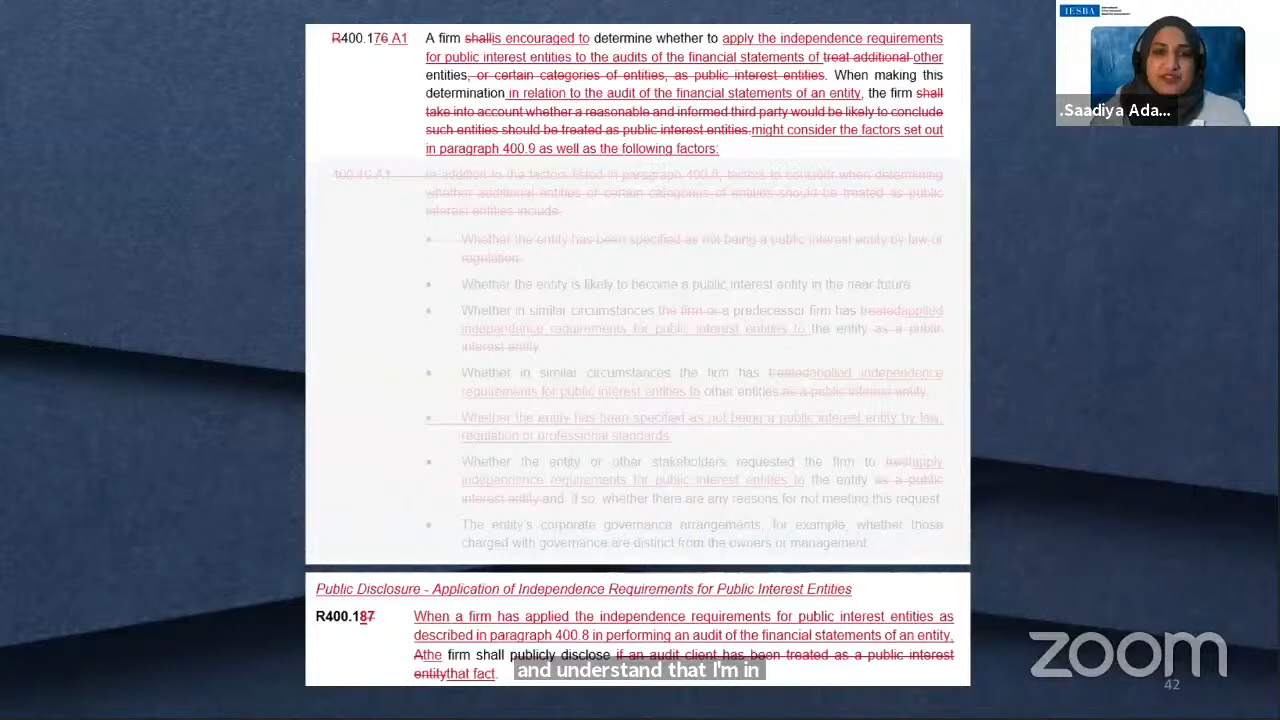 IESBA
R400.176 A1 A firm shallis encouraged to determine whether to apply the independence requirements
for public interest entities to the audits of the financial statements of treat additional other
entities, or certain categories of entities, as public interest entities. When making this
determination in relation to the audit of the financial statements of an entity, the firm shall
take into account whether a reasonable and informed third party would be likely to conclude
such entities should be treated as public interest entities.might consider the factors set out
in paragraph 400.9 as well as the following factors:
In addition to the factors listed in paragraph 400.8, factors to consider when determining
whether additional entities or certain categories of entities should be treated as public
interest entities include:
• Whether the entity has been specified as not being a public interest entity by law or
regulation.
• Whether the entity is likely to become a public interest entity in the near future.
• Whether in similar circumstances the firm or a predecessor firm has treatedapplied
independence requirements for public interest entities to the entity as a public
interest entity.
• Whether in similar circumstances the firm has treatedapplied independence
requirements for public interest entities to other entities as a public interest entity.
• Whether the entity has been specified as not being a public interest entity by law,
regulation or professional standards.
• Whether the entity or other stakeholders requested the firm to treatapply
independence requirements for public interest entities to the entity as a public
interest entity and, if so, whether there are any reasons for not meeting this request.
• The entity's corporate governance arrangements, for example, whether those
charged with governance are distinct from the owners or management.
Public Disclosure - Application of Independence Requirements for Public Interest Entities
R400.187 When a firm has applied the independence requirements for public interest entities as
described in paragraph 400.8 in performing an audit of the financial statements of an entity,
Athe firm shall publicly disclose if an audit client has been treated as a public interest
entitythat fact.
and understand that I'm in
.Saadiya Ada...
zoom
42